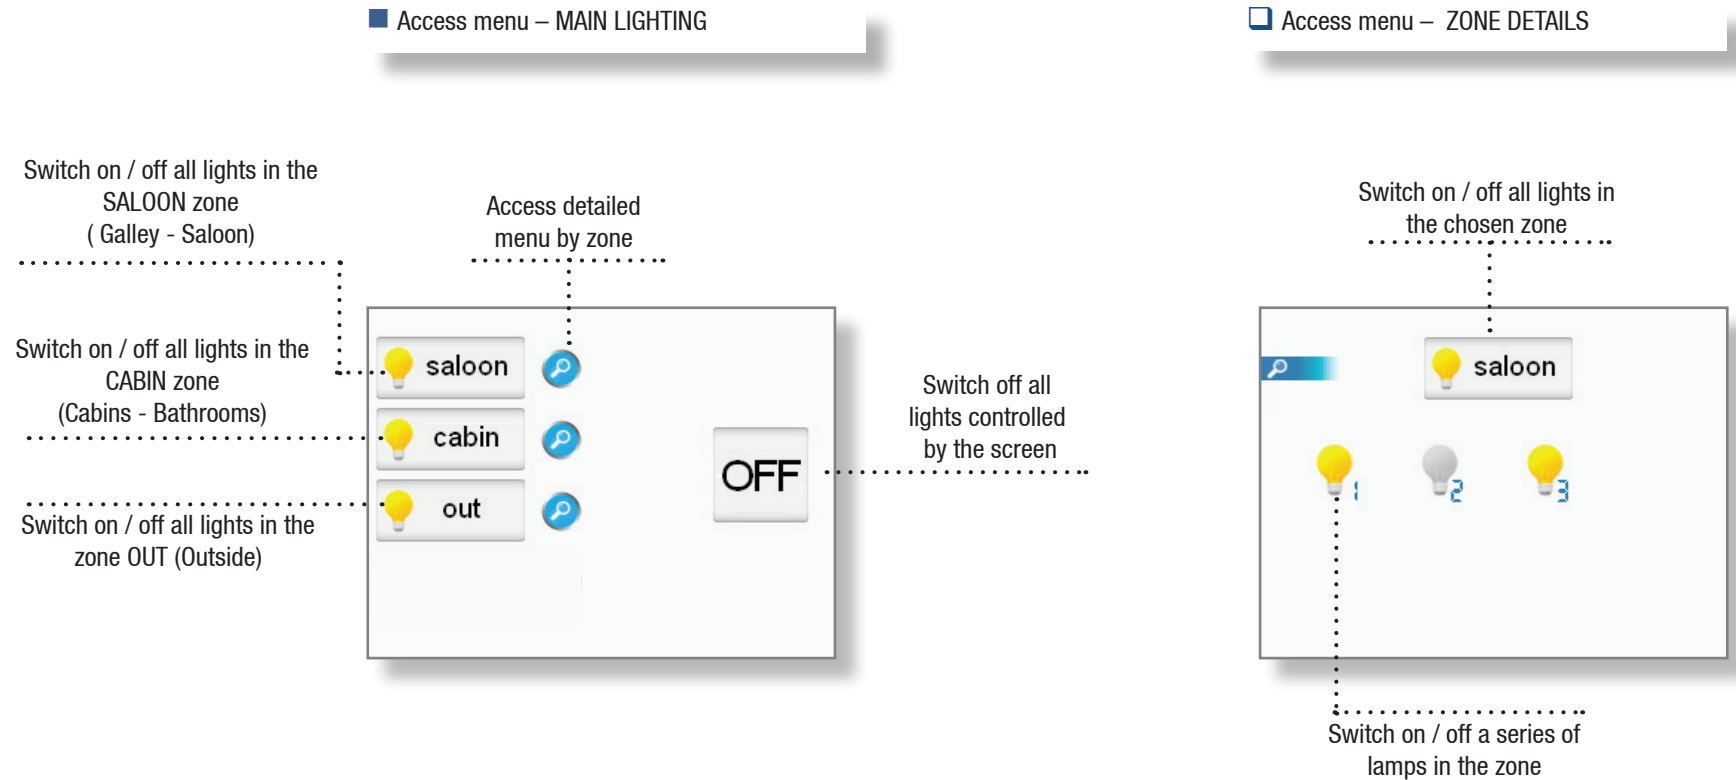 Access menu – MAIN LIGHTING
Access menu – ZONE DETAILS
Switch on / off all lights in the
SALOON zone
( Galley - Saloon)
Access detailed
menu by zone
Switch on / off all lights in the
CABIN zone
(Cabins - Bathrooms)
Switch on / off all lights in the
zone OUT (Outside)
saloon
cabin
out
OFF
Switch off all
lights controlled
by the screen
Switch on / off all lights in
the chosen zone
saloon
1
2
3
Switch on / off a series of
lamps in the zone